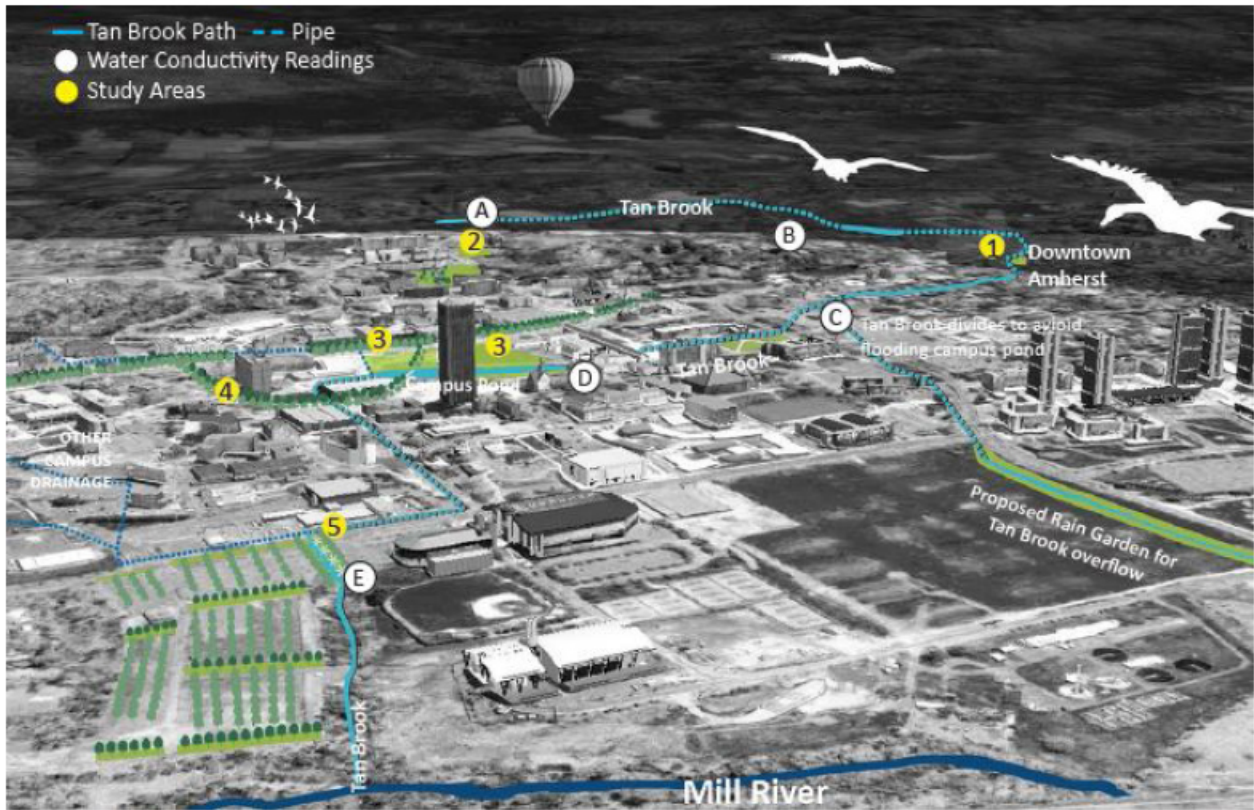 Tan Brook Path Pipe
Water Conductivity Readings
Study Areas
A
Tan Brook
B
2
1
Downtown
Amherst
C
Tan Brook divides to avloid
flooding campus pond
3
3
Tan Brook
D
Campus Pond
4
OTHER
CAMPUS
DRAINAGE
5
E
Proposed Rain Garden for
Tan Brook overflow
Tan Brook
Mill River